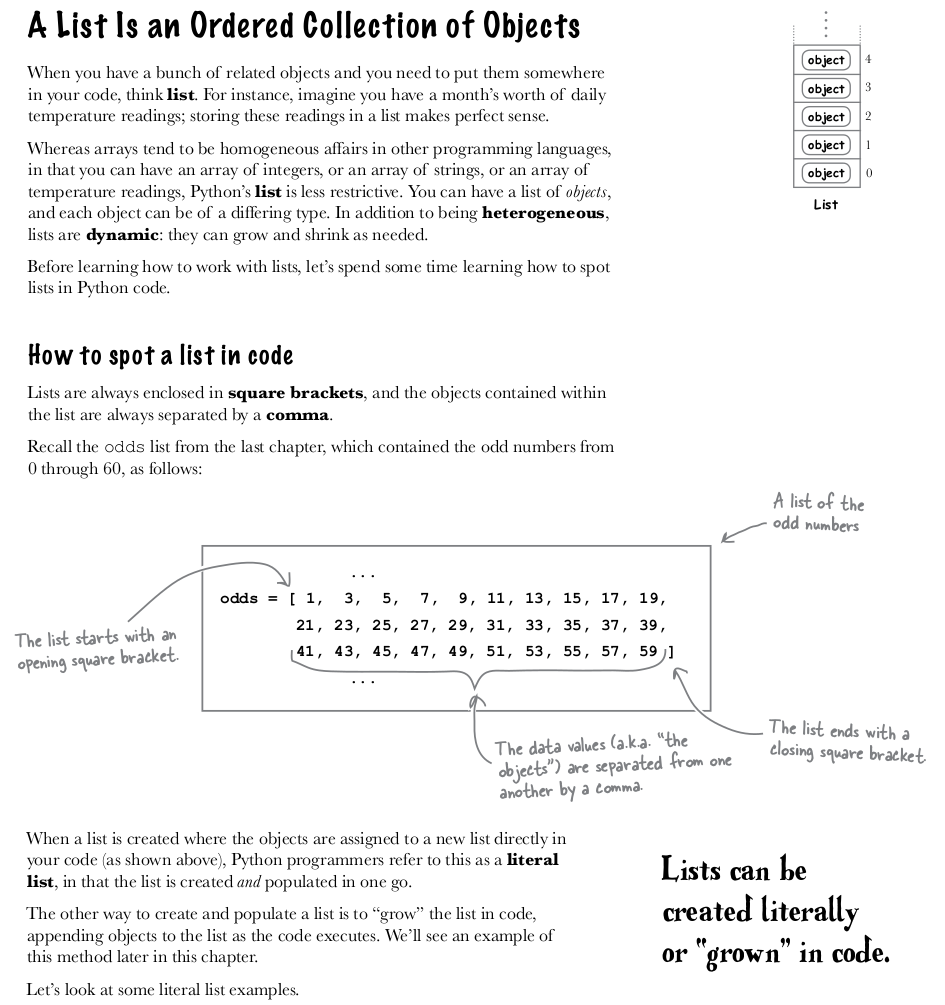 A List Is an Ordered Collection of Objects
When you have a bunch of related objects and you need to put them somewhere
in your code, think list. For instance, imagine you have a month's worth of daily
temperature readings; storing these readings in a list makes perfect sense.
Whereas arrays tend to be homogeneous affairs in other programming languages,
in that you can have an array of integers, or an array of strings, or an array of
temperature readings, Python's list is less restrictive. You can have a list of objects,
and each object can be of a differing type. In addition to being heterogeneous,
lists are dynamic: they can grow and shrink as needed.
Before learning how to work with lists, let's spend some time learning how to spot
lists in Python code.
object 4
object 3
object 2
object 1
object 0
List
How to spot a list in code
Lists are always enclosed in square brackets, and the objects contained within
the list are always separated by a comma.
Recall the odds list from the last chapter, which contained the odd numbers from
0 through 60, as follows:
A list of the
odd numbers
...
odds = [ 1, 3, 5, 7, 9, 11, 13, 15, 17, 19,
21, 23, 25, 27, 29, 31, 33, 35, 37, 39,
41, 43, 45, 47, 49, 51, 53, 55, 57, 59 ]
...
The list starts with an
opening square bracket.
The data values (a.k.a. "the
objects") are separated from one
another by a comma.
The list ends with a
closing square bracket.
When a list is created where the objects are assigned to a new list directly in
your code (as shown above), Python programmers refer to this as a literal
list, in that the list is created and populated in one go.
The other way to create and populate a list is to “grow” the list in code,
appending objects to the list as the code executes. We'll see an example of
this method later in this chapter.
Let's look at some literal list examples.
Lists can be
created literally
or "grown" in code.